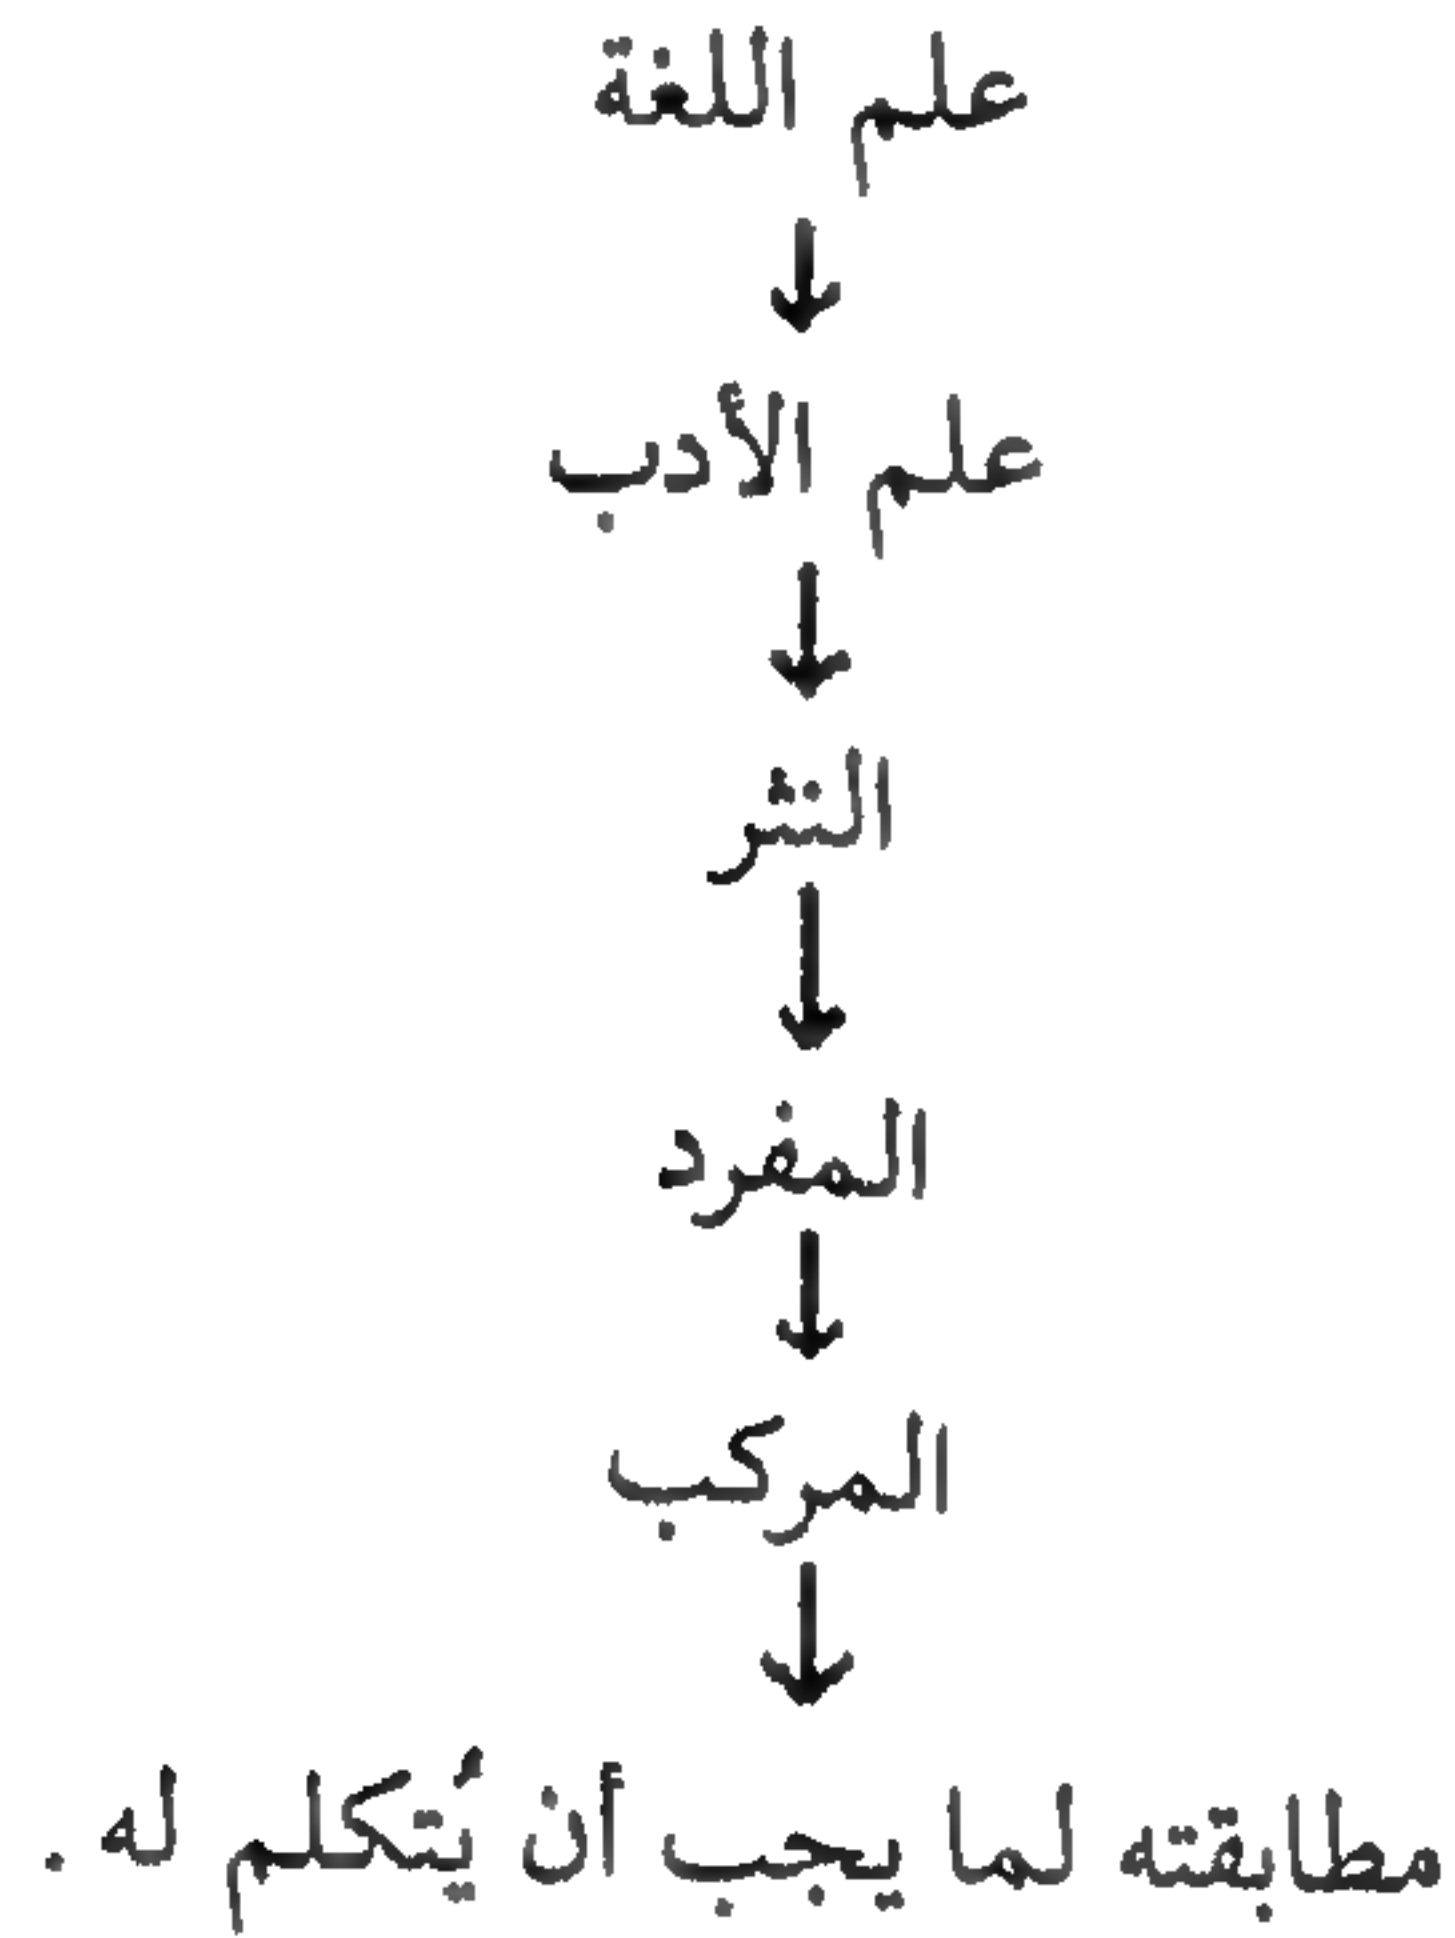 علم اللغة
علم الأدب
النثر
المفرد
المركب
مطابقته لما يجب أن يُتكلم له .